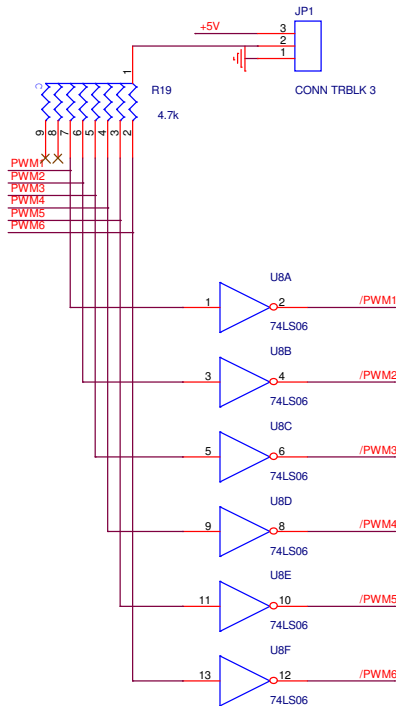 JP1
+5V
3
2
1
CONN TRBLK 3
1
C
R19
4.7k
9 8 7 6 5 4 3 2
PWM1
PWM2
PWM3
PWM4
PWM5
PWM6
U8A
1 2 /PWM1
74LS06
U8B
3 4 /PWM2
74LS06
U8C
5 6 /PWM3
74LS06
U8D
9 8 /PWM4
74LS06
U8E
11 10 /PWM5
74LS06
U8F
13 12 /PWM6
74LS06